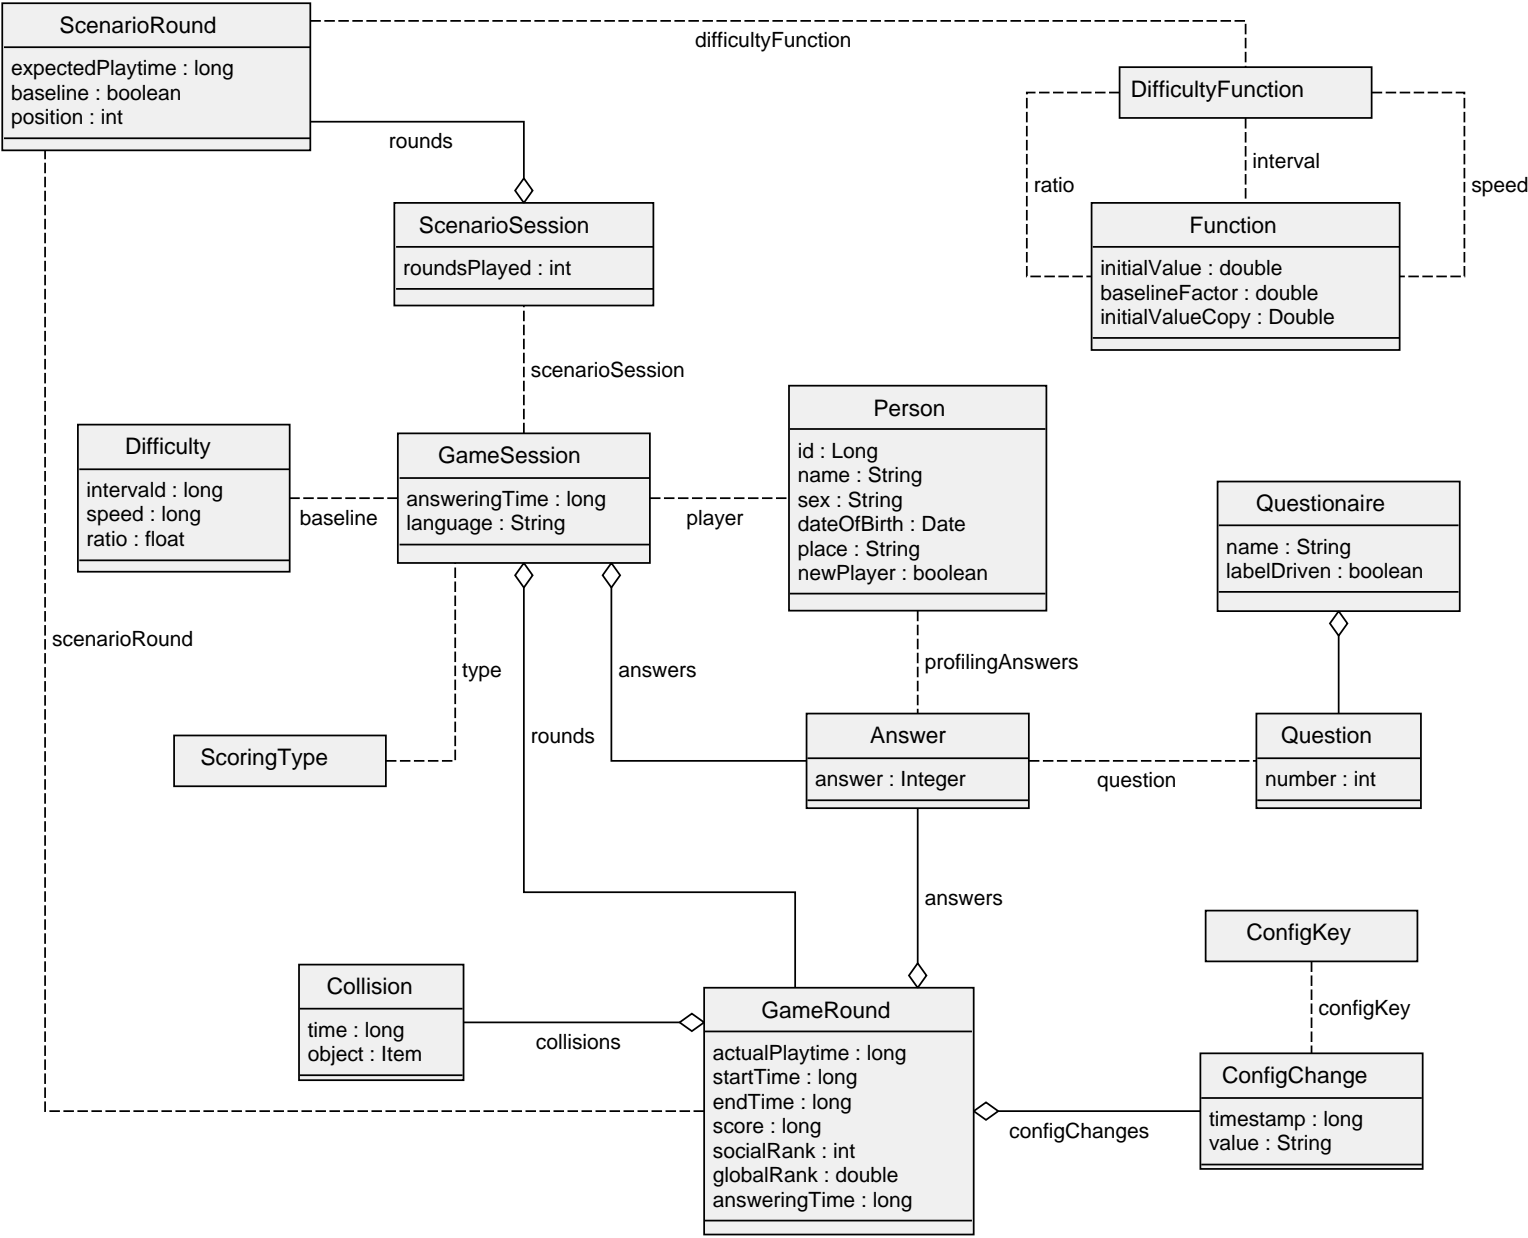 ScenarioRound
expectedPlaytime : long
baseline : boolean
position : int
difficultyFunction
DifficultyFunction
rounds
ratio
interval
speed
ScenarioSession
roundsPlayed : int
Function
initialValue : double
baselineFactor : double
initialValueCopy : Double
scenarioSession
Difficulty
intervald : long
speed : long
ratio : float
baseline
GameSession
answeringTime : long
language : String
player
Person
id : Long
name : String
sex : String
dateOfBirth : Date
place : String
newPlayer : boolean
Questionaire
name : String
labelDriven : boolean
scenarioRound
type
answers
profilingAnswers
rounds
ScoringType
Answer
answer : Integer
question
Question
number : int
answers
ConfigKey
configKey
Collision
time : long
object : Item
collisions
GameRound
actualPlaytime : long
startTime : long
endTime : long
score : long
socialRank : int
globalRank : double
answeringTime : long
configChanges
ConfigChange
timestamp : long
value : String